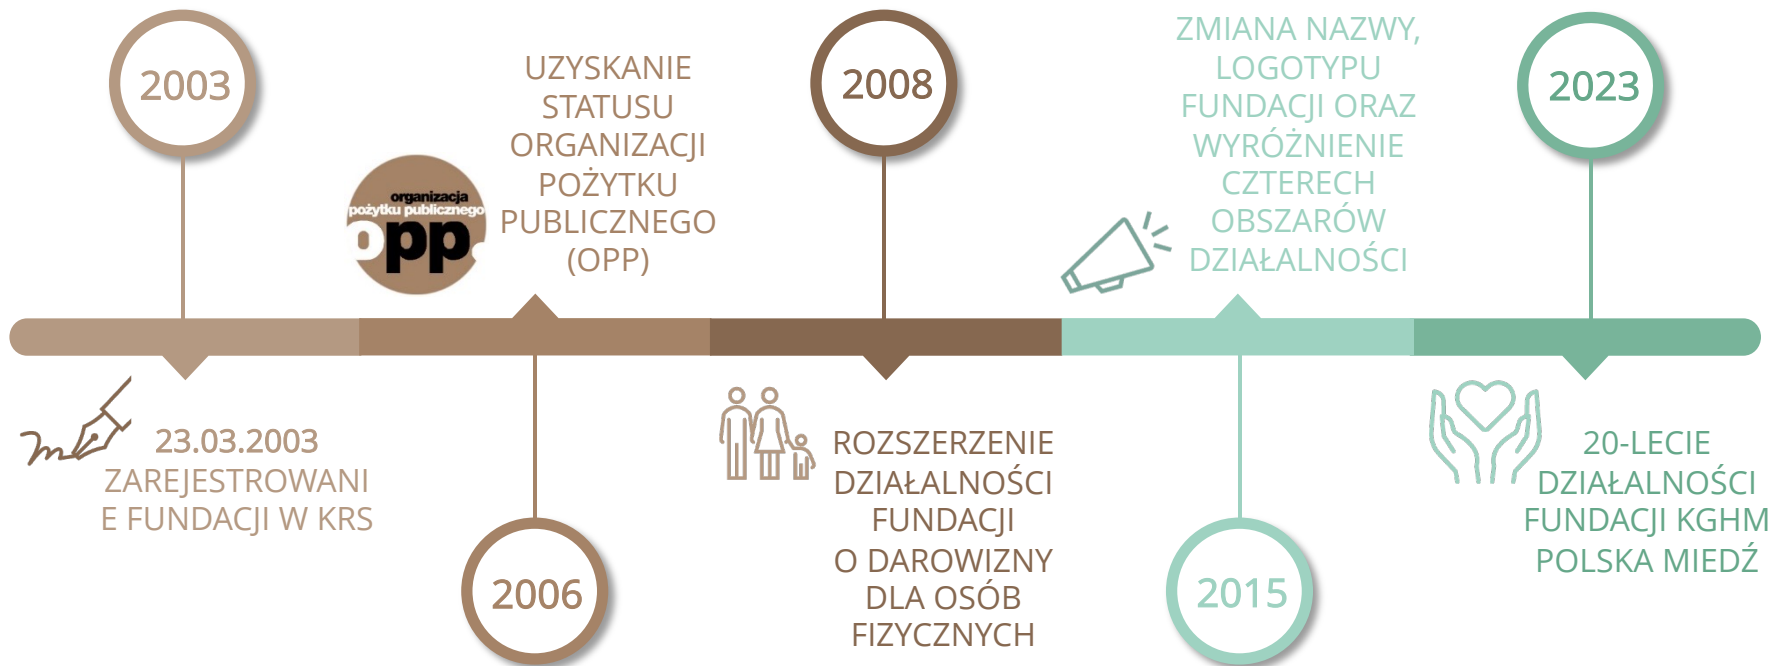 2003
23.03.2003
ZAREJESTROWANI
E FUNDACJI W KRS
UZYSKANIE
STATUSU
ORGANIZACJI
POŻYTKU
PUBLICZNEGO
(OPP)
organizacja
pożytku publicznego
opp.
2006
2008
ROZSZERZENIE
DZIAŁALNOŚCI
FUNDACJI
O DAROWIZNY
DLA OSÓB
FIZYCZNYCH
ZMIANA NAZWY,
LOGOTYPU
FUNDACJI ORAZ
WYRÓŻNIENIE
CZTERECH
OBSZARÓW
DZIAŁALNOŚCI
2015
2023
20-LECIE
DZIAŁALNOŚCI
FUNDACJI KGHM
POLSKA MIEDŹ